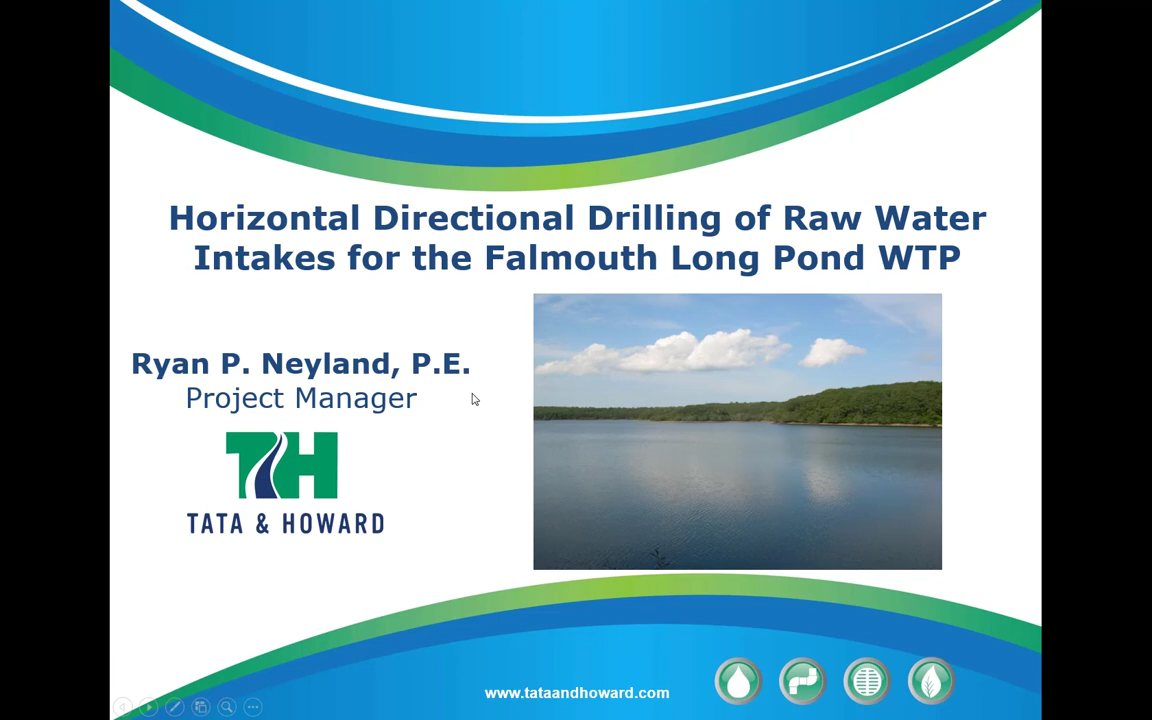 Horizontal Directional Drilling of Raw Water
Intakes for the Falmouth Long Pond WTP
Ryan P. Neyland, P.E.
Project Manager
TH
TATA & HOWARD
www.tataandhoward.com